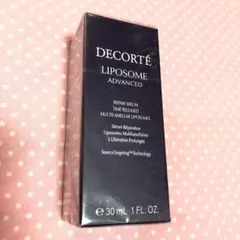 DECORTÉ
LIPOSOME
ADVANCED
REPAIR SERUM
TIME RELEASED
MULTILAMELLAR LIPOSOMES
Sérum Réparateur
Liposomes Multilamellaires
à Libération Prolongée
Source Targeting™ Technology
℮ 30 mL 1 FL. OZ.